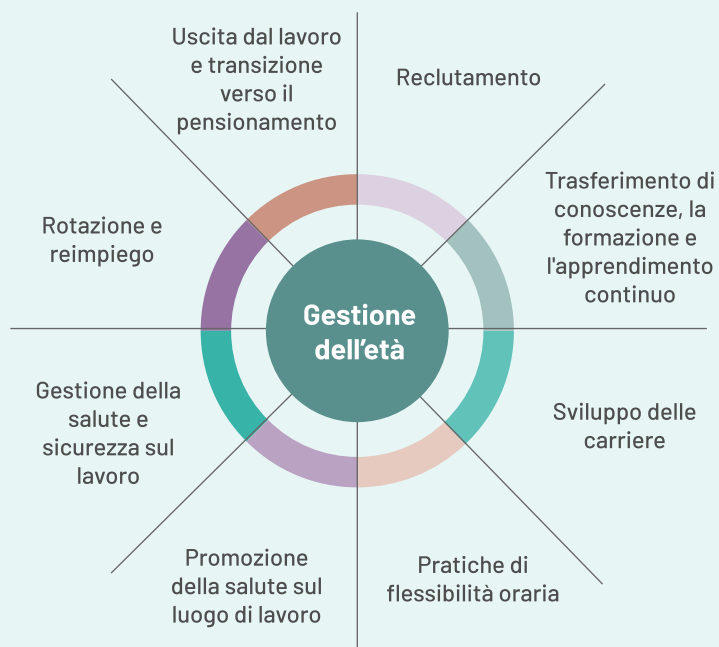 Uscita dal lavoro
e transizione
verso il
pensionamento
Reclutamento
Trasferimento di
conoscenze, la
formazione e
l'apprendimento
continuo
Rotazione e
reimpiego
Gestione
dell’età
Gestione della
salute e
sicurezza sul
lavoro
Sviluppo delle
carriere
Promozione
della salute sul
luogo di lavoro
Pratiche di
flessibilità oraria